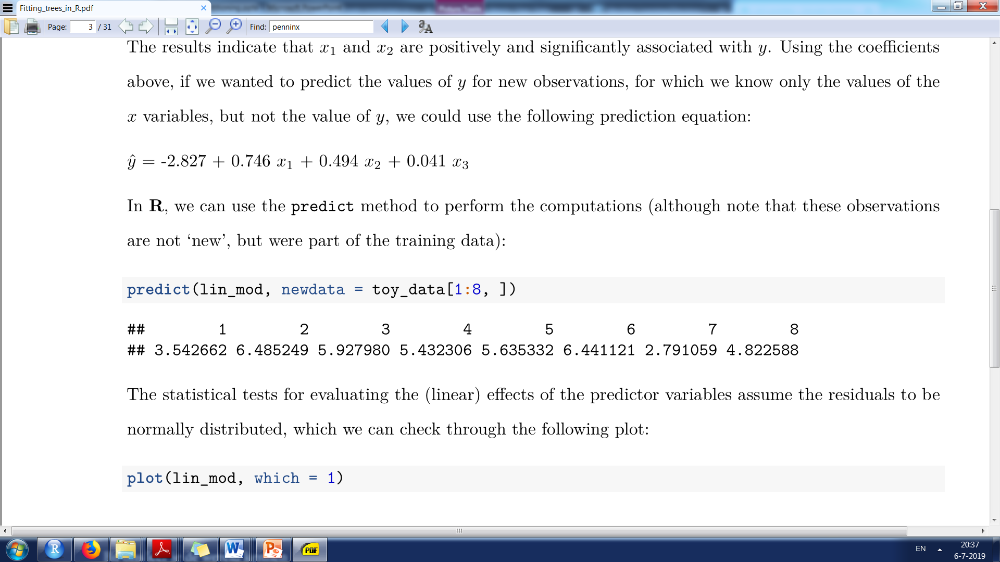 Fitting_trees_in_R.pdf
Page: 3 / 31 Find: penninx
The results indicate that x₁ and x₂ are positively and significantly associated with y. Using the coefficients
above, if we wanted to predict the values of y for new observations, for which we know only the values of the
x variables, but not the value of y, we could use the following prediction equation:
ŷ = -2.827 + 0.746 x₁ + 0.494 x₂ + 0.041 x₃
In R, we can use the predict method to perform the computations (although note that these observations
are not ‘new’, but were part of the training data):
predict(lin_mod, newdata = toy_data[1:8, ])
## 1 2 3 4 5 6 7 8
## 3.542662 6.485249 5.927980 5.432306 5.635332 6.441121 2.791059 4.822588
The statistical tests for evaluating the (linear) effects of the predictor variables assume the residuals to be
normally distributed, which we can check through the following plot:
plot(lin_mod, which = 1)
EN
20:37
6-7-2019